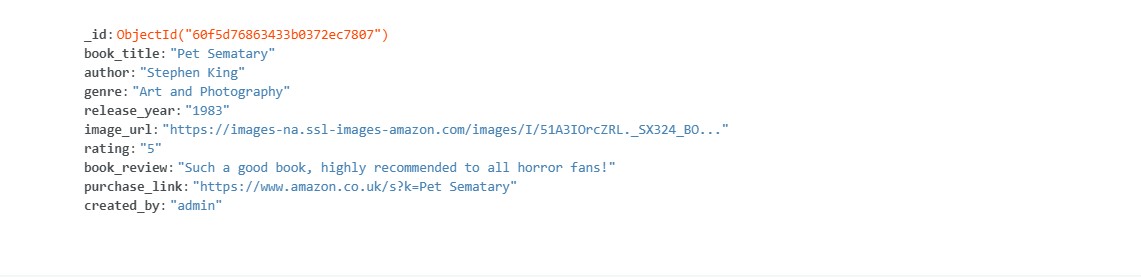 _id: ObjectId("60f5d76863433b0372ec7807")
book_title: "Pet Sematary"
author: "Stephen King"
genre: "Art and Photography"
release_year: "1983"
image_url: "https://images-na.ssl-images-amazon.com/images/I/51A3IOrcZRL._SX324_BO..."
rating: "5"
book_review: "Such a good book, highly recommended to all horror fans!"
purchase_link: "https://www.amazon.co.uk/s?k=Pet Sematary"
created_by: "admin"